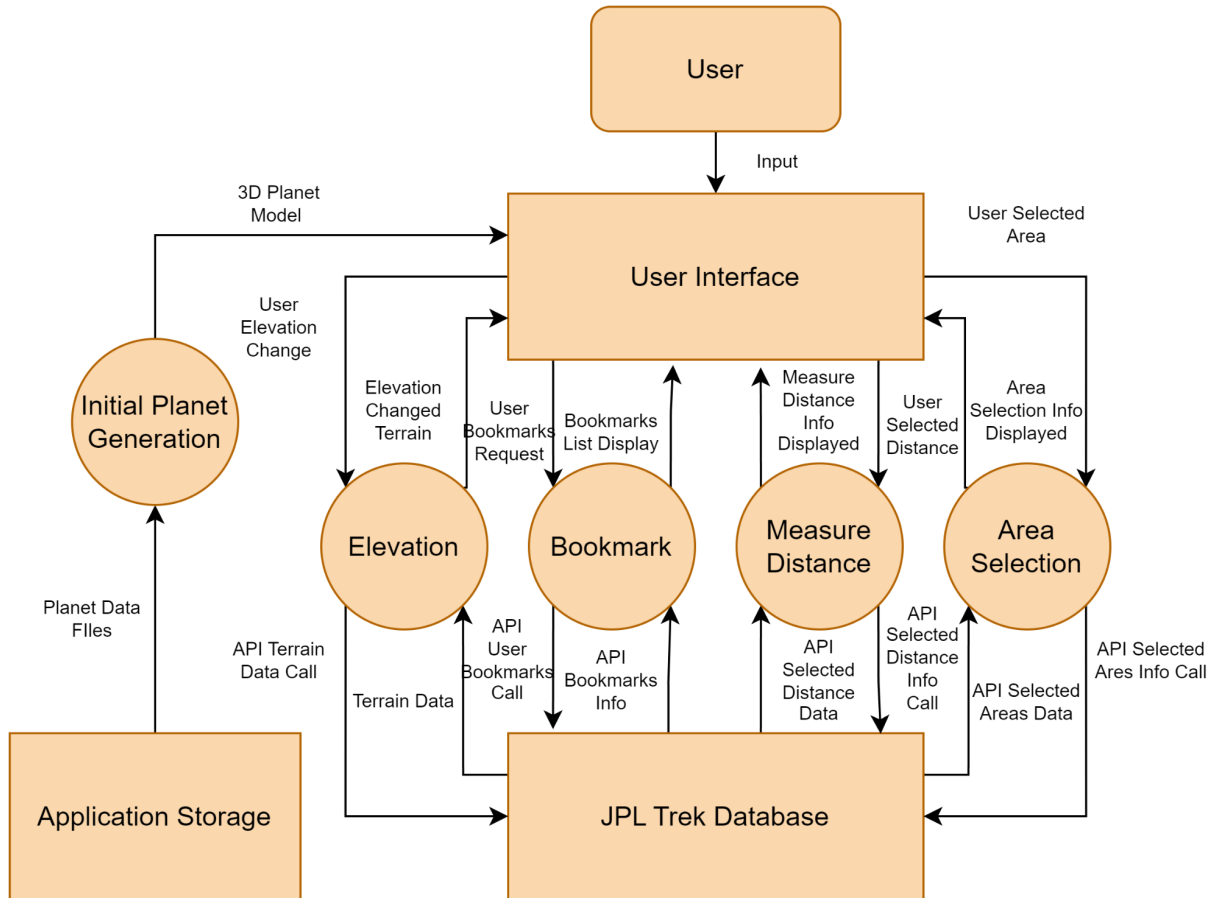 User
Input
3D Planet
Model
User Selected
Area
User Interface
User
Elevation
Change
Elevation
Changed
Terrain
User
Bookmarks
Request
Bookmarks
List Display
Measure
Distance
Info
Displayed
User
Selected
Distance
Area
Selection Info
Displayed
Initial Planet
Generation
Elevation
Bookmark
Measure
Distance
Area
Selection
Planet Data
FIles
API Terrain
Data Call
Terrain Data
API
User
Bookmarks
Call
API
Bookmarks
Info
API
Selected
Distance
Data
API
Selected
Distance
Info
Call
API Selected
Areas Data
API Selected
Ares Info Call
Application Storage
JPL Trek Database